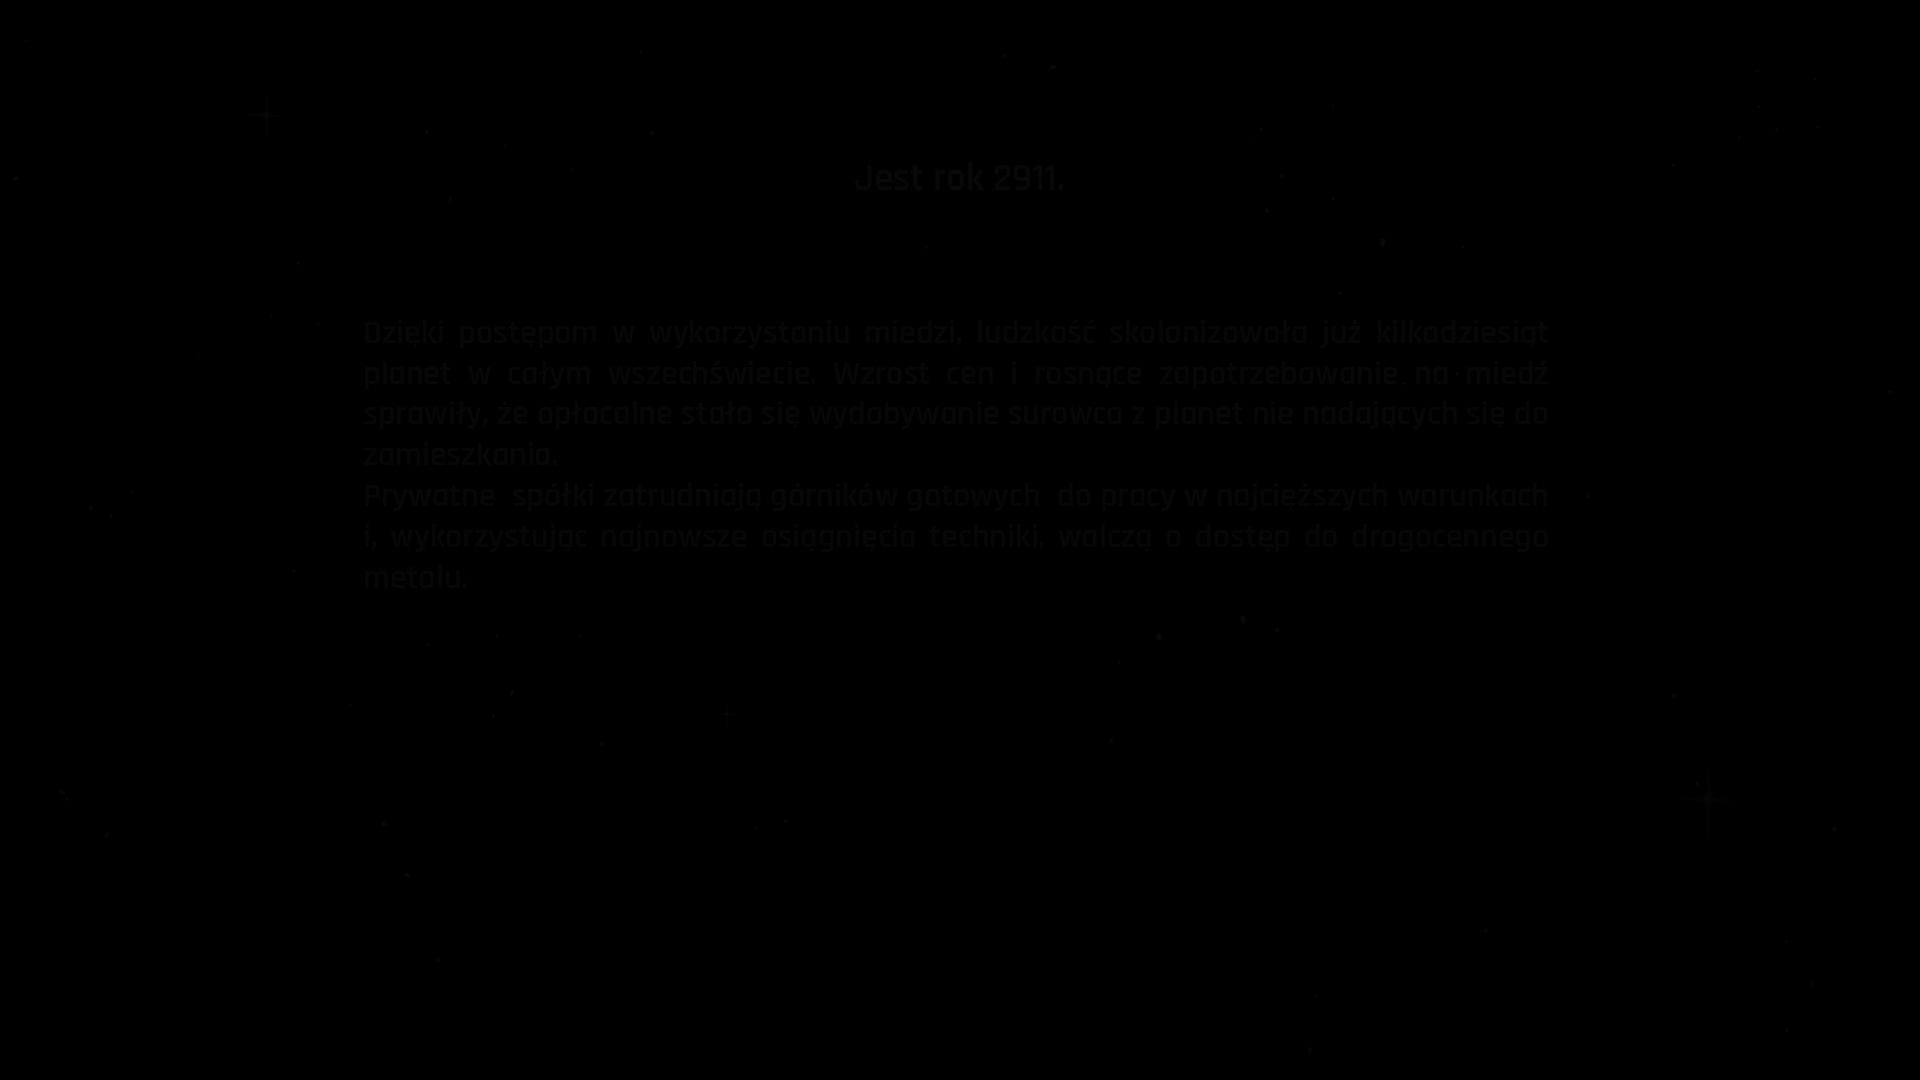 Jest rok 2911.
Dzięki postępom w wykorzystaniu miedzi, ludzkość skolonizowała już kilkadziesiąt
planet w całym wszechświecie. Wzrost cen i rosnące zapotrzebowanie na miedź
sprawiły, że opłacalne stało się wydobywanie surowca z planet nie nadających się do
zamieszkania.
Prywatne spółki zatrudniają górników gotowych do pracy w najcięższych warunkach
i, wykorzystując najnowsze osiągnięcia techniki, walczą o dostęp do drogocennego
metalu.